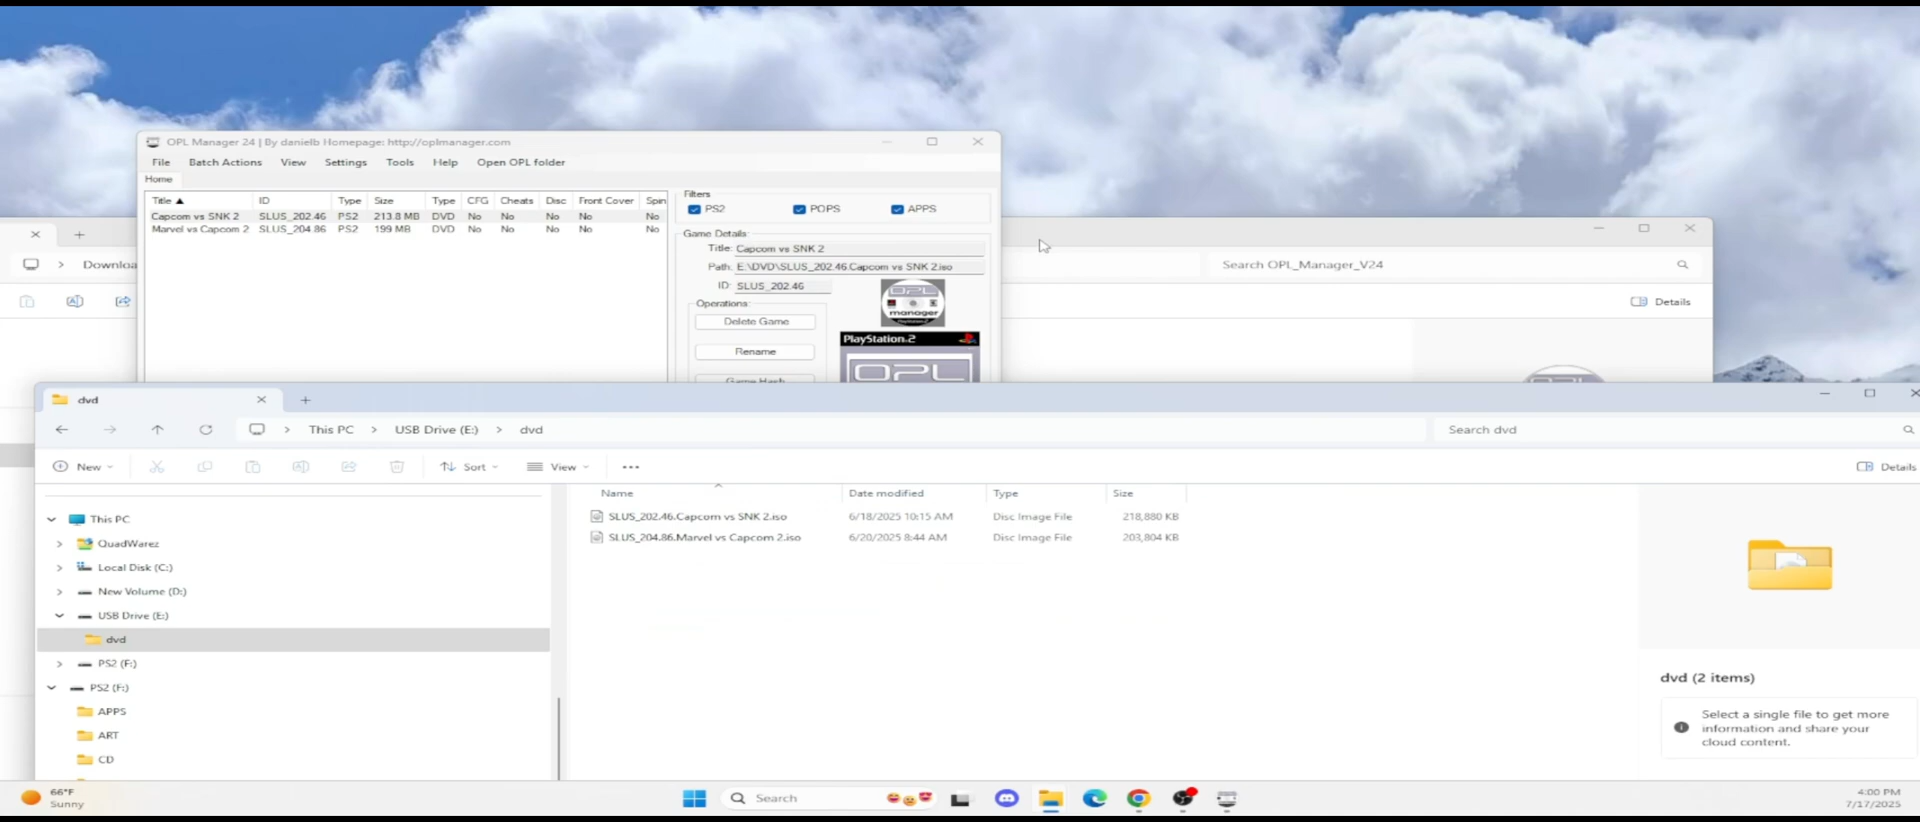 OPL Manager 24 | By danielb Homepage: http://oplmanager.com
File Batch Actions View Settings Tools Help Open OPL folder
Home
Title ▲ ID Type Size Type CFG Cheats Disc Front Cover Spin
Capcom vs SNK 2 SLUS_202.46 PS2 213.8 MB DVD No No No No No
Marvel vs Capcom 2 SLUS_204.86 PS2 199 MB DVD No No No No No
Filters
PS2 POPS APPS
Game Details
Title: Capcom vs SNK 2
Path: E:\DVD\SLUS_202.46.Capcom vs SNK 2.iso
ID: SLUS_202.46
Operations:
Delete Game
Rename
Game Hash
OPL
manager
PlayStation.2
OPL
Downloa
Search OPL_Manager_V24
Details
dvd
This PC > USB Drive (E:) > dvd
Search dvd
New Sort View ...
Details
This PC
QuadWarez
Local Disk (C:)
New Volume (D:)
USB Drive (E:)
dvd
PS2 (F:)
PS2 (F:)
APPS
ART
CD
Name Date modified Type Size
SLUS_202.46.Capcom vs SNK 2.iso 6/18/2025 10:15 AM Disc Image File 218,880 KB
SLUS_204.86.Marvel vs Capcom 2.iso 6/20/2025 8:44 AM Disc Image File 203,804 KB
dvd (2 items)
Select a single file to get more
information and share your
cloud content.
66°F
Sunny
Search
4:00 PM
7/17/2025